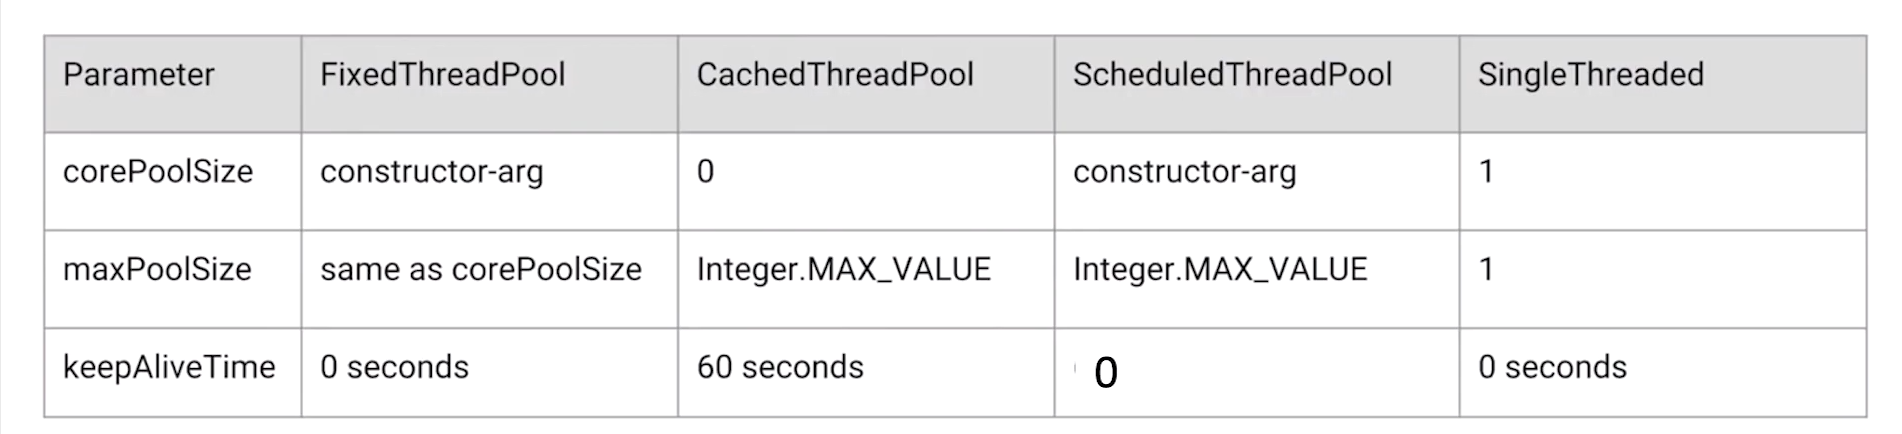 Parameter FixedThreadPool CachedThreadPool ScheduledThreadPool SingleThreaded
corePoolSize constructor-arg 0 constructor-arg 1
maxPoolSize same as corePoolSize Integer.MAX_VALUE Integer.MAX_VALUE 1
keepAliveTime 0 seconds 60 seconds 0 0 seconds